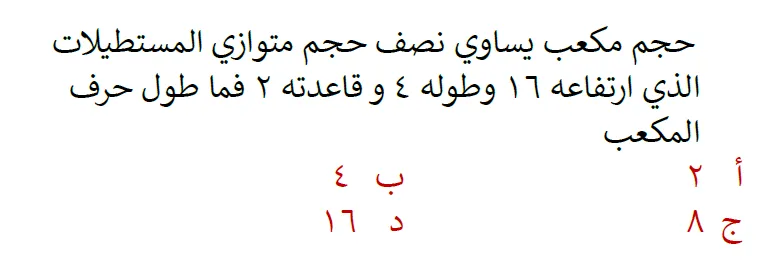 حجم مكعب يساوي نصف حجم متوازي المستطيلات
الذي ارتفاعه ١٦ وطوله ٤ و قاعدته ٢ فما طول حرف
المكعب
أ ٢ ب ٤
ج ٨ د ١٦